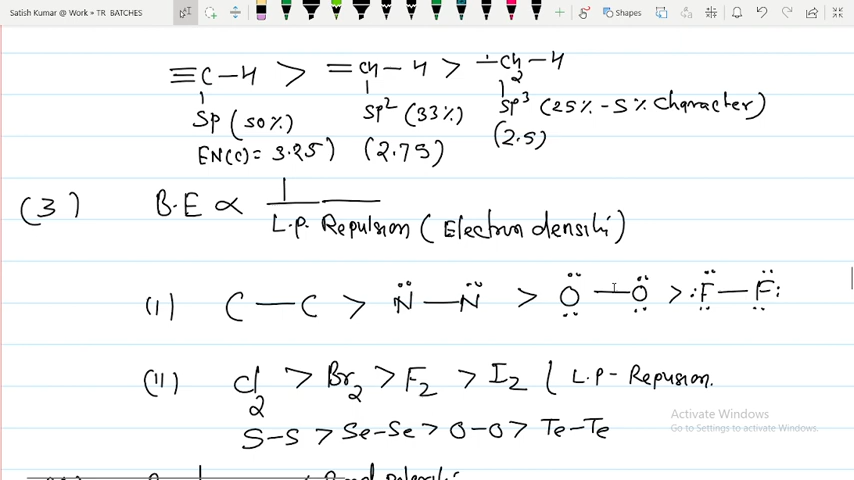 Satish Kumar @ Work » TR BATCHES
Shapes
≡C-H > =CH-H > -CH2-H
SP (50%) SP² (33%) SP³ (25% -S% Character)
EN(C)= 3.25) (2.75) (2.5)
(3) B.E ∝ 1
L.P. Repulsion (Electron densiti)
(I) C-C > N-N > O-O > F-F
(II) Cl2 > Br2 > F2 > I2 ( L.P- Repusion.
S-S > Se-Se > O-O > Te-Te
Activate Windows
Go to Settings to activate Windows.